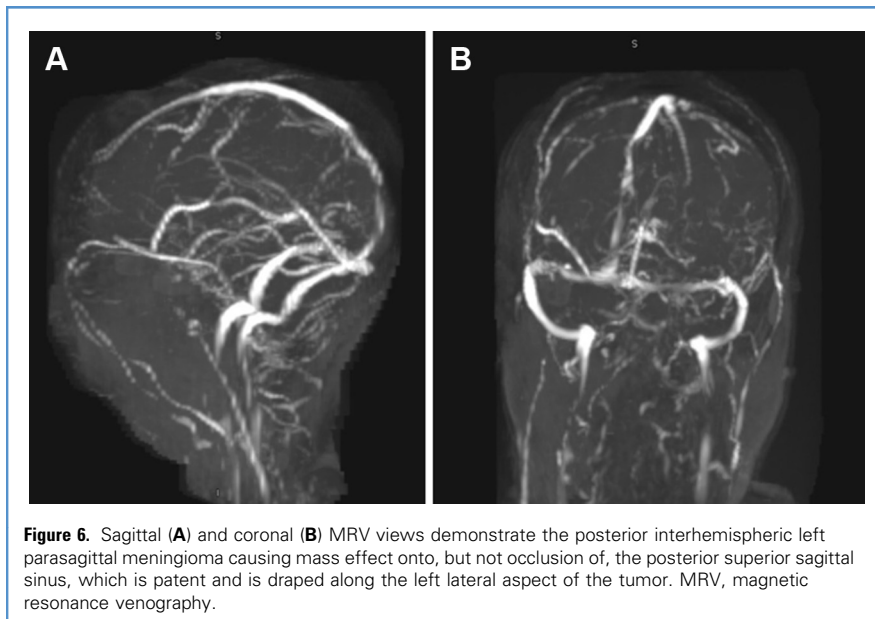 S
A
S
B
I
Figure 6. Sagittal (A) and coronal (B) MRV views demonstrate the posterior interhemispheric left
parasagittal meningioma causing mass effect onto, but not occlusion of, the posterior superior sagittal
sinus, which is patent and is draped along the left lateral aspect of the tumor. MRV, magnetic
resonance venography.